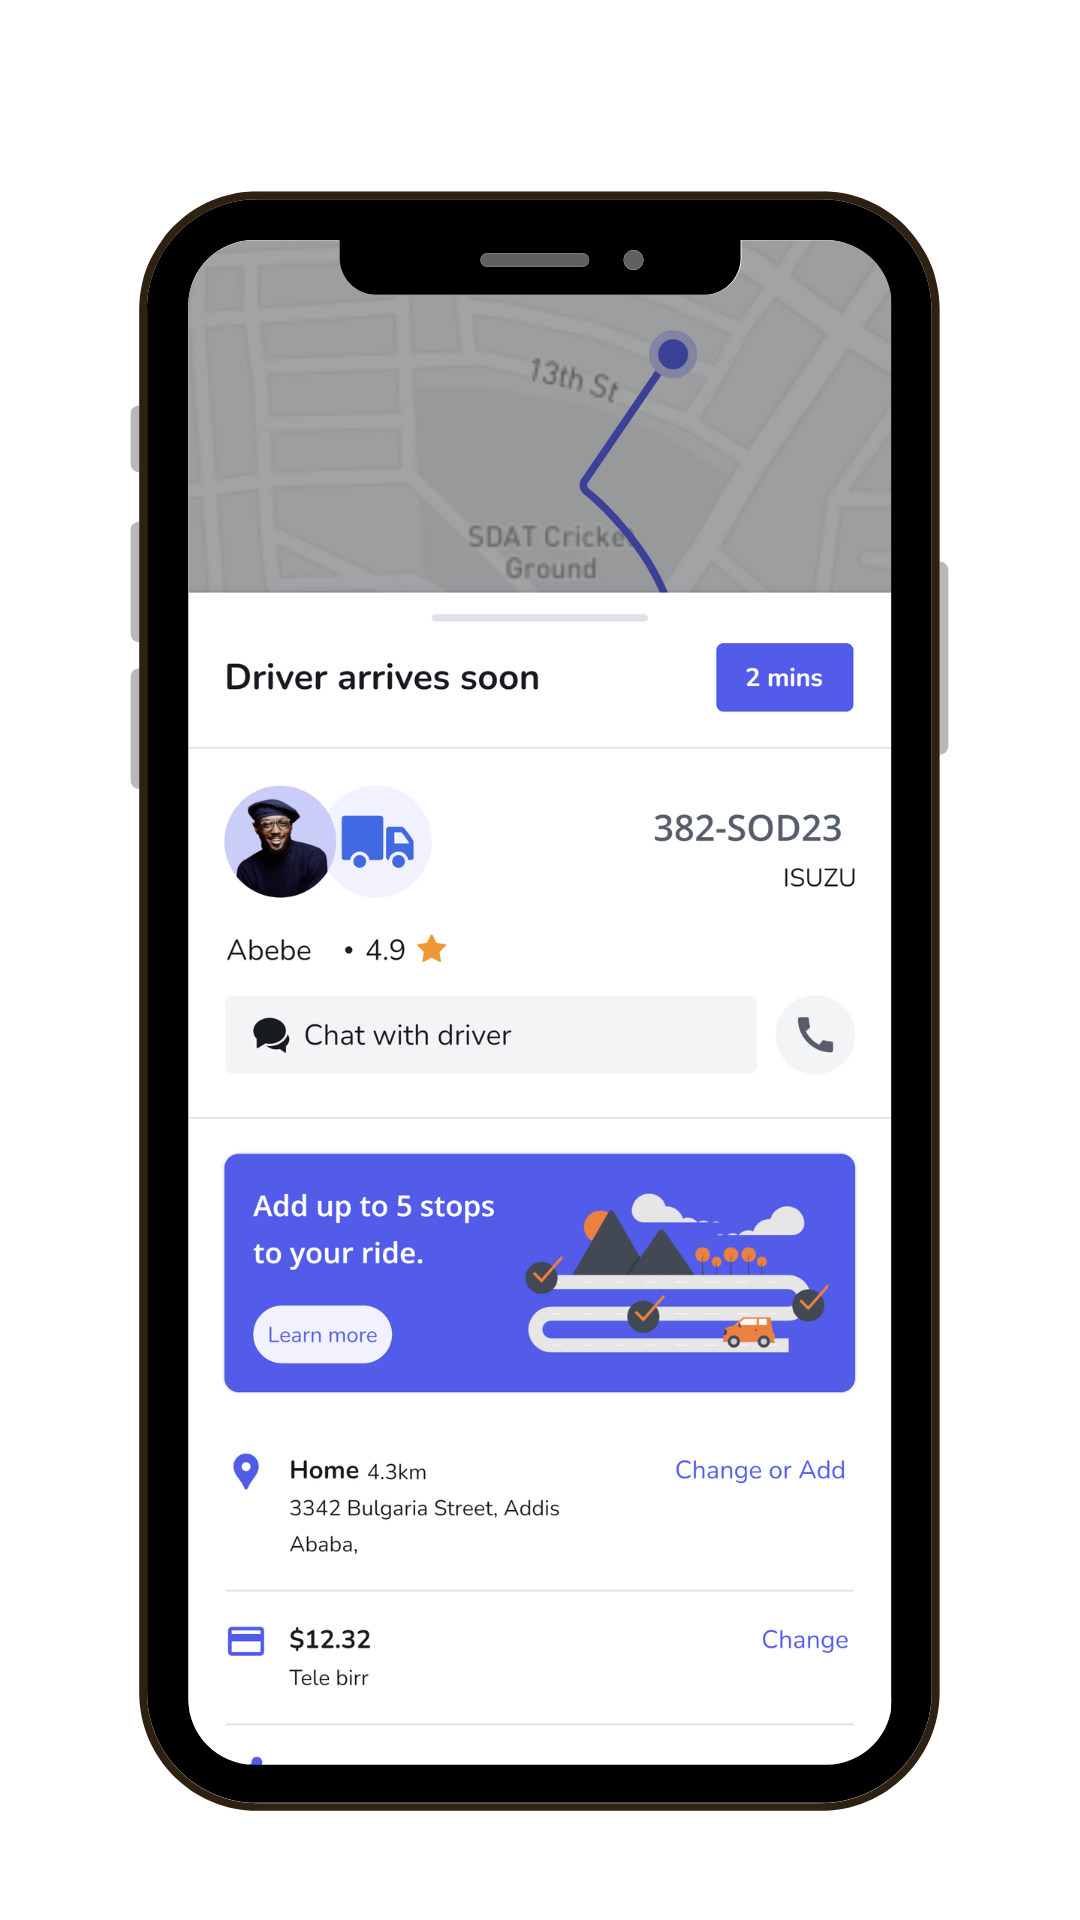 13th St
SDAT Cricket
Ground
Driver arrives soon
2 mins
382-SOD23
ISUZU
Abebe • 4.9
Chat with driver
Add up to 5 stops
to your ride.
Learn more
Home 4.3km
Change or Add
3342 Bulgaria Street, Addis
Ababa,
$12.32
Change
Tele birr